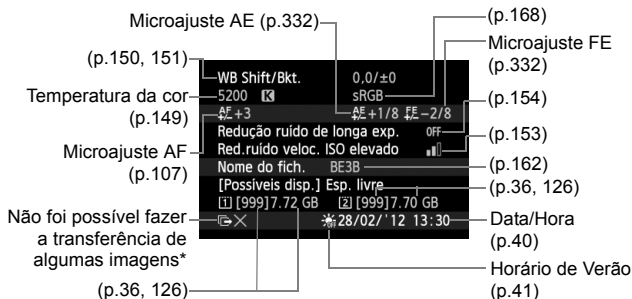 Microajuste AE (p.332)
(p.168)
Microajuste FE
(p.332)
(p.150, 151)
WB Shift/Bkt. 0,0/±0
Temperatura da cor
(p.149)
5200 K sRGB
(p.154)
AF+3 AE+1/8 FE-2/8
Redução ruído de longa exp. OFF
(p.153)
Red.ruído veloc. ISO elevado
Microajuste AF
(p.107)
Nome do fich. BE3B
(p.162)
[Possíveis disp.] Esp. livre
(p.36, 126)
1 [999]7.72 GB 2 [999]7.70 GB
Não foi possível fazer
a transferência de
algumas imagens*
OFF 28/02/'12 13:30
Data/Hora
(p.40)
Horário de Verão
(p.41)
(p.36, 126)